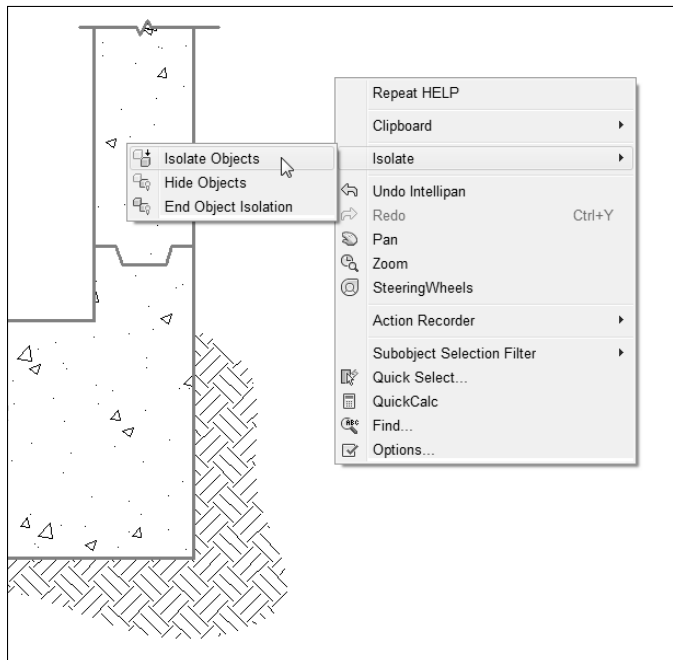 Repeat HELP
Clipboard
Isolate
Isolate Objects
Hide Objects
End Object Isolation
Undo Intellipan
Redo Ctrl+Y
Pan
Zoom
SteeringWheels
Action Recorder
Subobject Selection Filter
Quick Select...
QuickCalc
ABC Find...
Options...